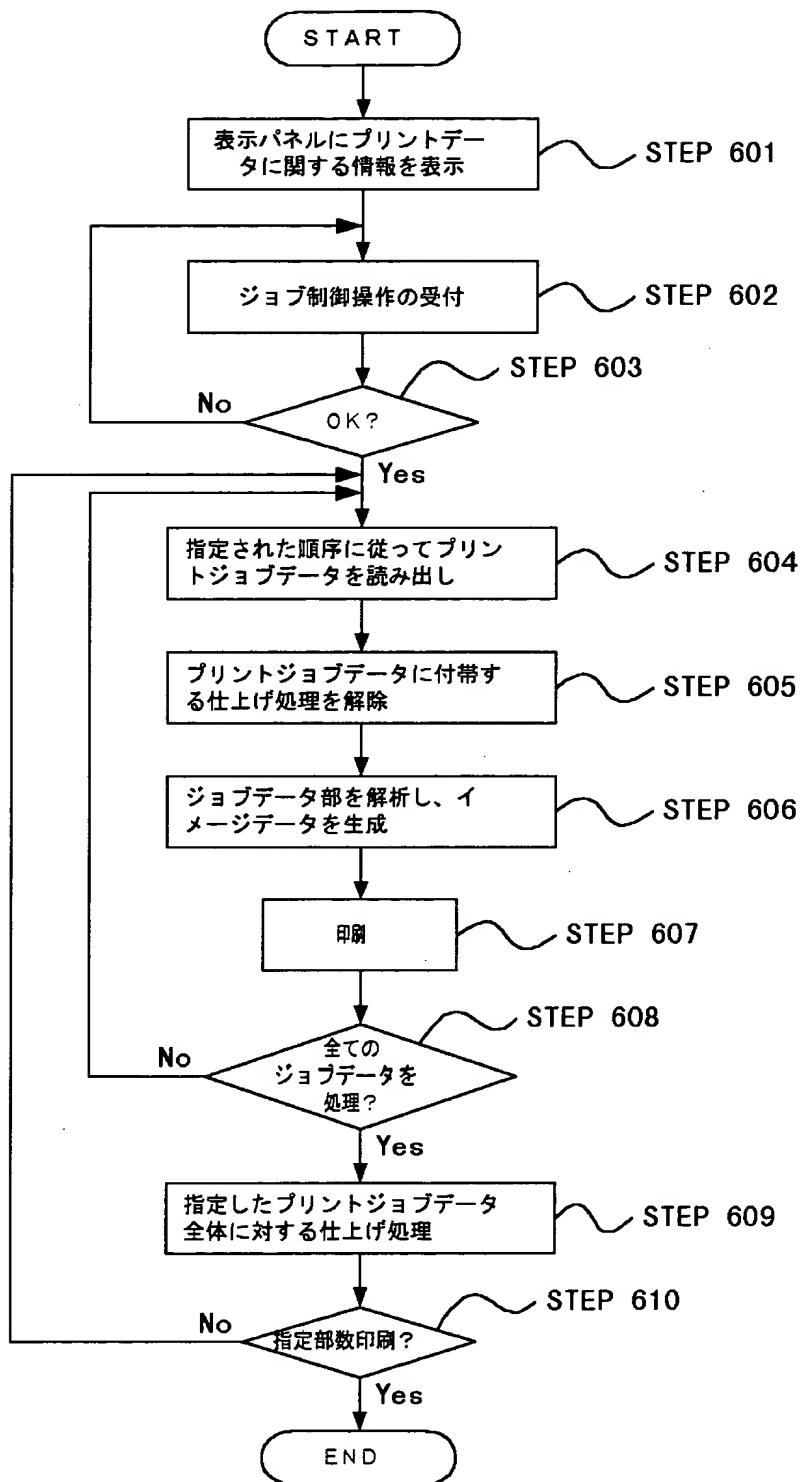 START
表示パネルにプリントデー
タに関する情報を表示
STEP 601
ジョブ制御操作の受付
STEP 602
STEP 603
No
OK?
Yes
指定された順序に従ってプリン
トジョブデータを読み出し
STEP 604
プリントジョブデータに付帯す
る仕上げ処理を解除
STEP 605
ジョブデータ部を解析し、イ
メージデータを生成
STEP 606
印刷
STEP 607
STEP 608
No
全ての
ジョブデータを
処理?
Yes
指定したプリントジョブデータ
全体に対する仕上げ処理
STEP 609
STEP 610
No
指定部数印刷?
Yes
END